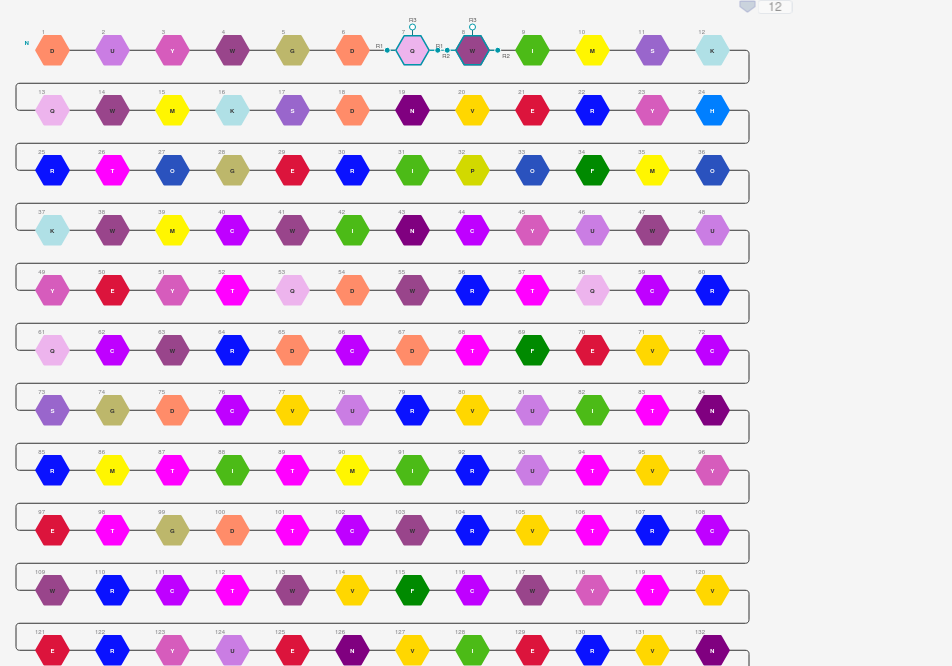 12
R3 R3
1 2 3 4 5 6 7 8 9 10 11 12
N D U Y W G D R1 Q R1 R2 W R2 I M S K
13 14 15 16 17 18 19 20 21 22 23 24
Q W M K S D N V E R Y H
25 26 27 28 29 30 31 32 33 34 35 36
R T O G E R I P O F M O
37 38 39 40 41 42 43 44 45 46 47 48
K W M C W I N C Y U W U
49 50 51 52 53 54 55 56 57 58 59 60
Y E Y T Q D W R T Q C R
61 62 63 64 65 66 67 68 69 70 71 72
Q C W R D C D T F E V C
73 74 75 76 77 78 79 80 81 82 83 84
S G D C V U R V U I T N
85 86 87 88 89 90 91 92 93 94 95 96
R M T I T M I R U T V Y
97 98 99 100 101 102 103 104 105 106 107 108
E T G D T C W R V T R C
109 110 111 112 113 114 115 116 117 118 119 120
W R C T W V F C W Y T V
121 122 123 124 125 126 127 128 129 130 131 132
E R Y U E N V I E R V N